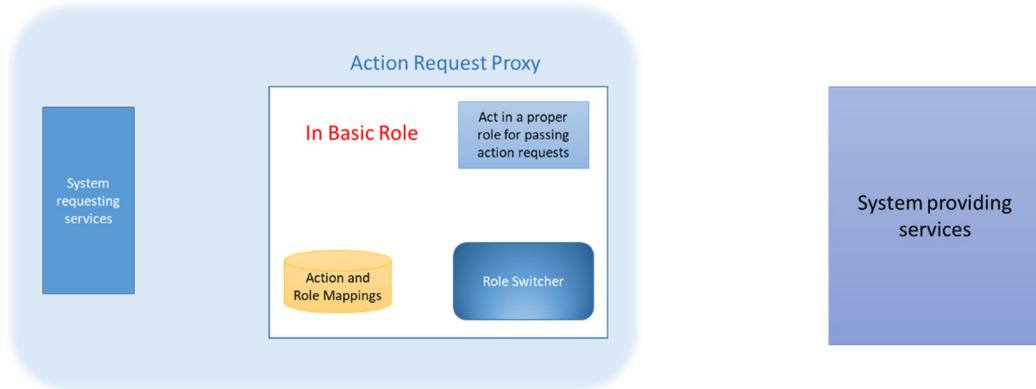 Action Request Proxy
System
requesting
services
In Basic Role
Act in a proper
role for passing
action requests
Action and
Role Mappings
Role Switcher
System providing
services